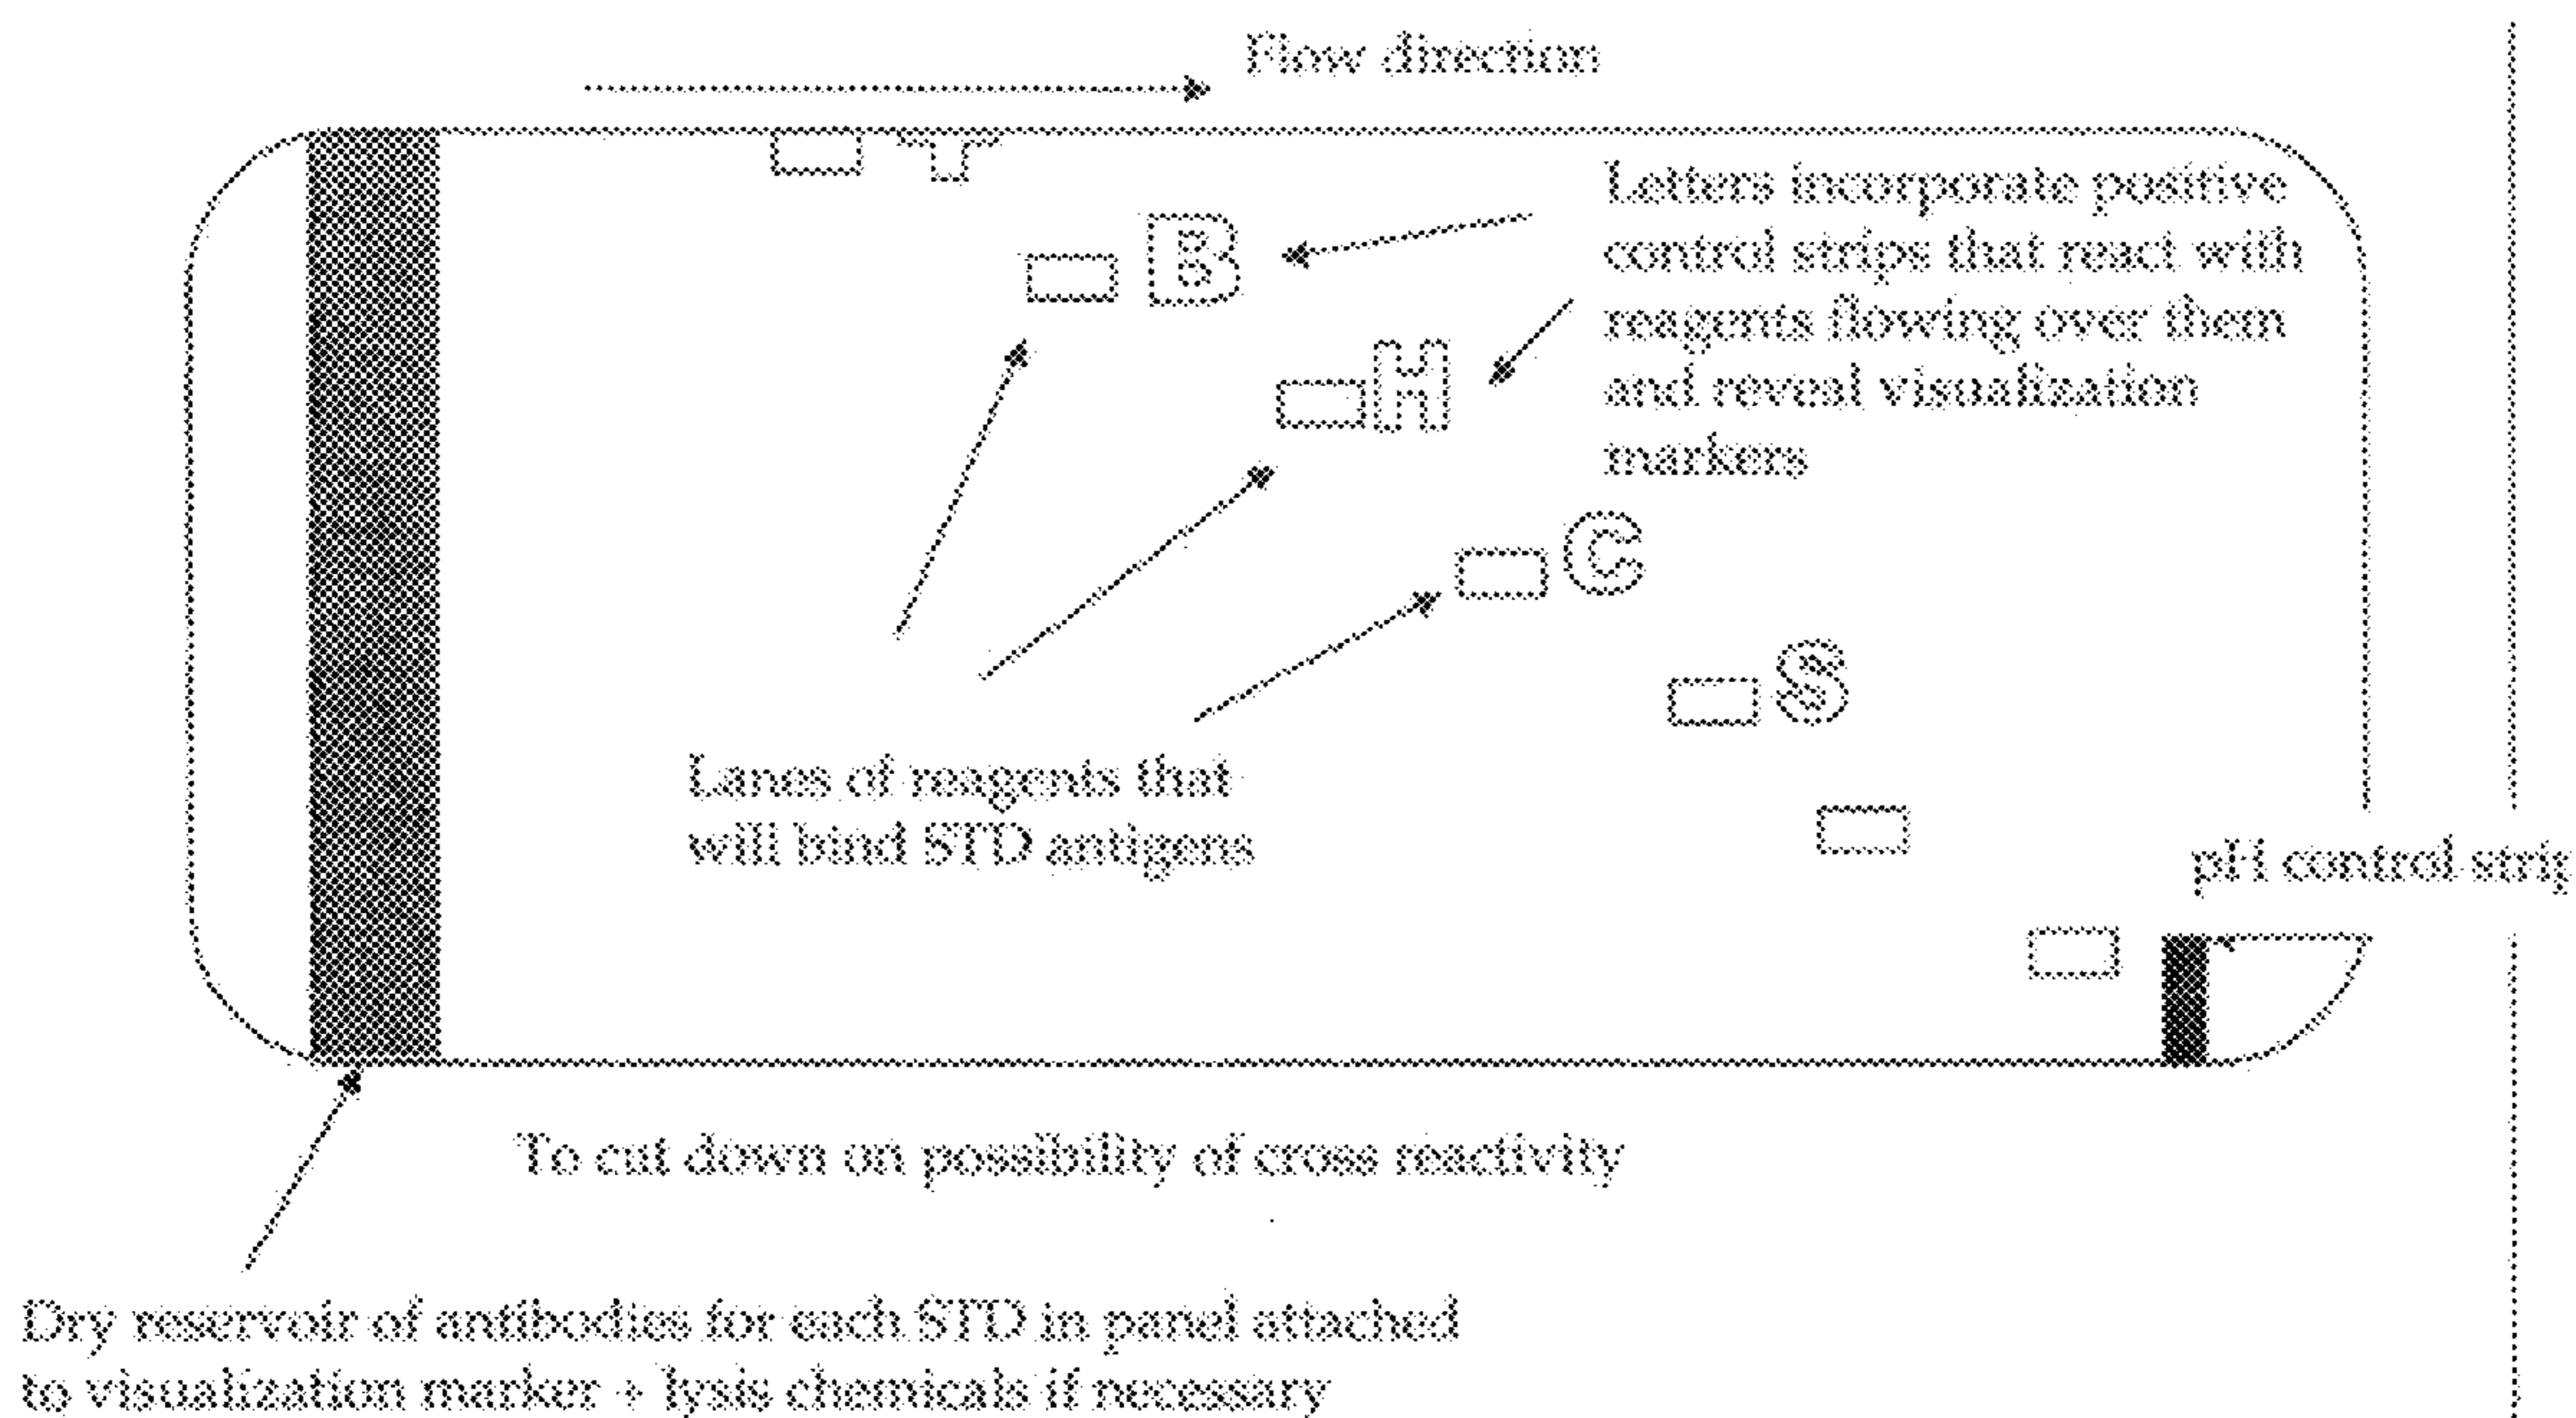 Flow direction
T
B
H
C
S
Letters incorporate positive
control strips that react with
reagents flowing over them
and reveal visualization
markers
Lanes of reagents that
will bind STD antigens
pH control strip
To cut down on possibility of cross reactivity
Dry reservoir of antibodies for each STD in panel attached
to visualization marker + lysis chemicals if necessary